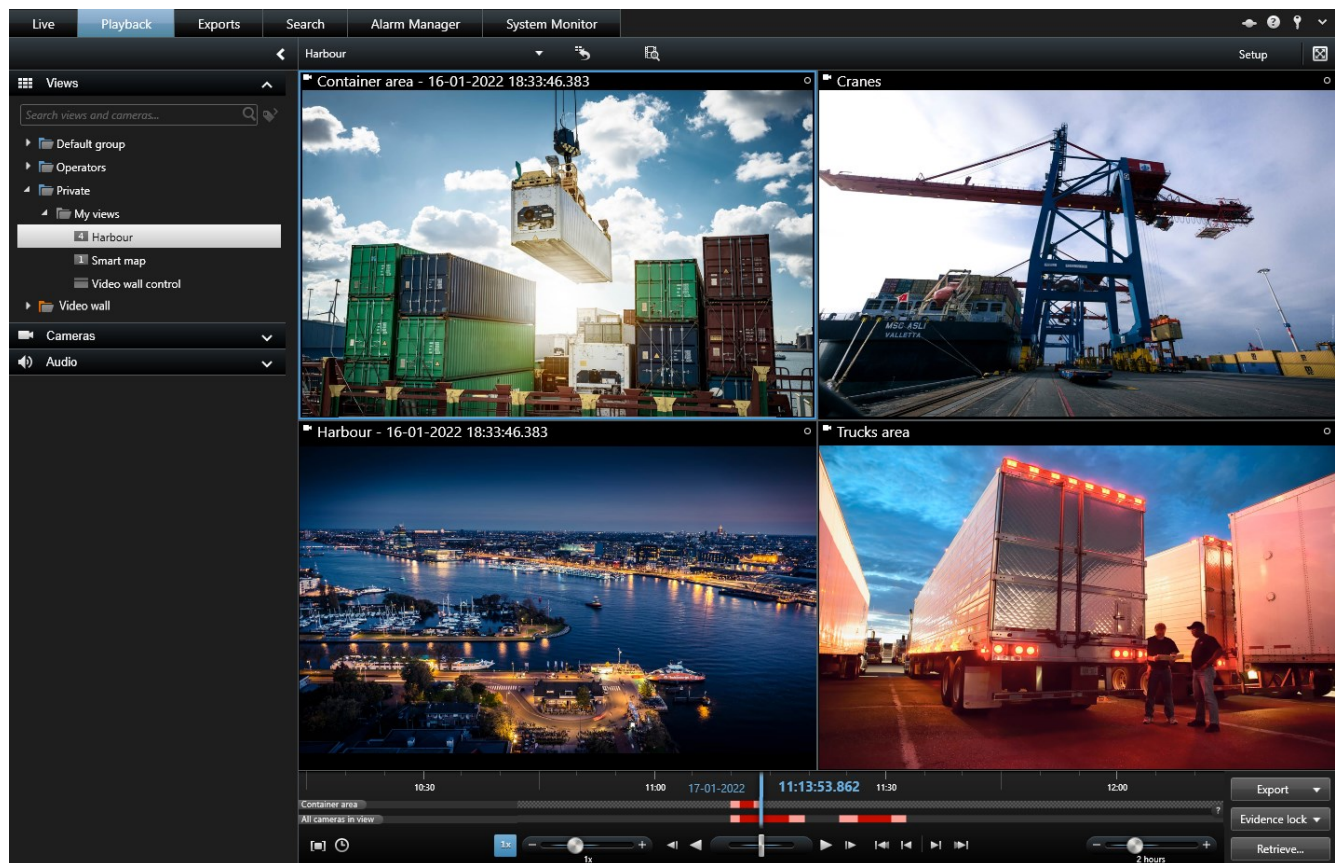 Live Playback Exports Search Alarm Manager System Monitor
Harbour
Setup
Views
Search views and cameras...
Default group
Operators
Private
My views
4 Harbour
1 Smart map
Video wall control
Video wall
Cameras
Audio
Container area - 16-01-2022 18:33:46.383
Cranes
MSC ASLI
VALLETTA
Harbour - 16-01-2022 18:33:46.383
Trucks area
10:30 11:00 17-01-2022 11:13:53.862 11:30 12:00
Container area
All cameras in view
?
1x
1x
2 hours
Export
Evidence lock
Retrieve...